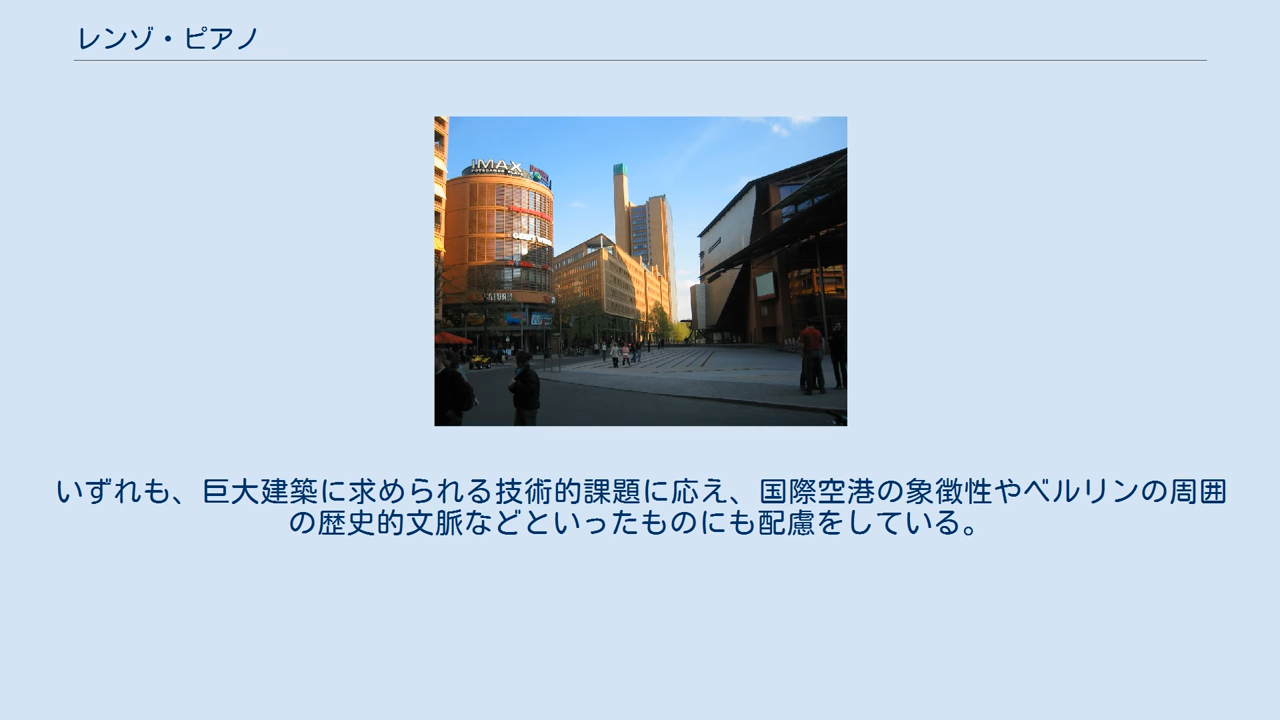 レンゾ・ピアノ
IMAX
いずれも、巨大建築に求められる技術的課題に応え、国際空港の象徴性やベルリンの周囲
の歴史的文脈などといったものにも配慮をしている。